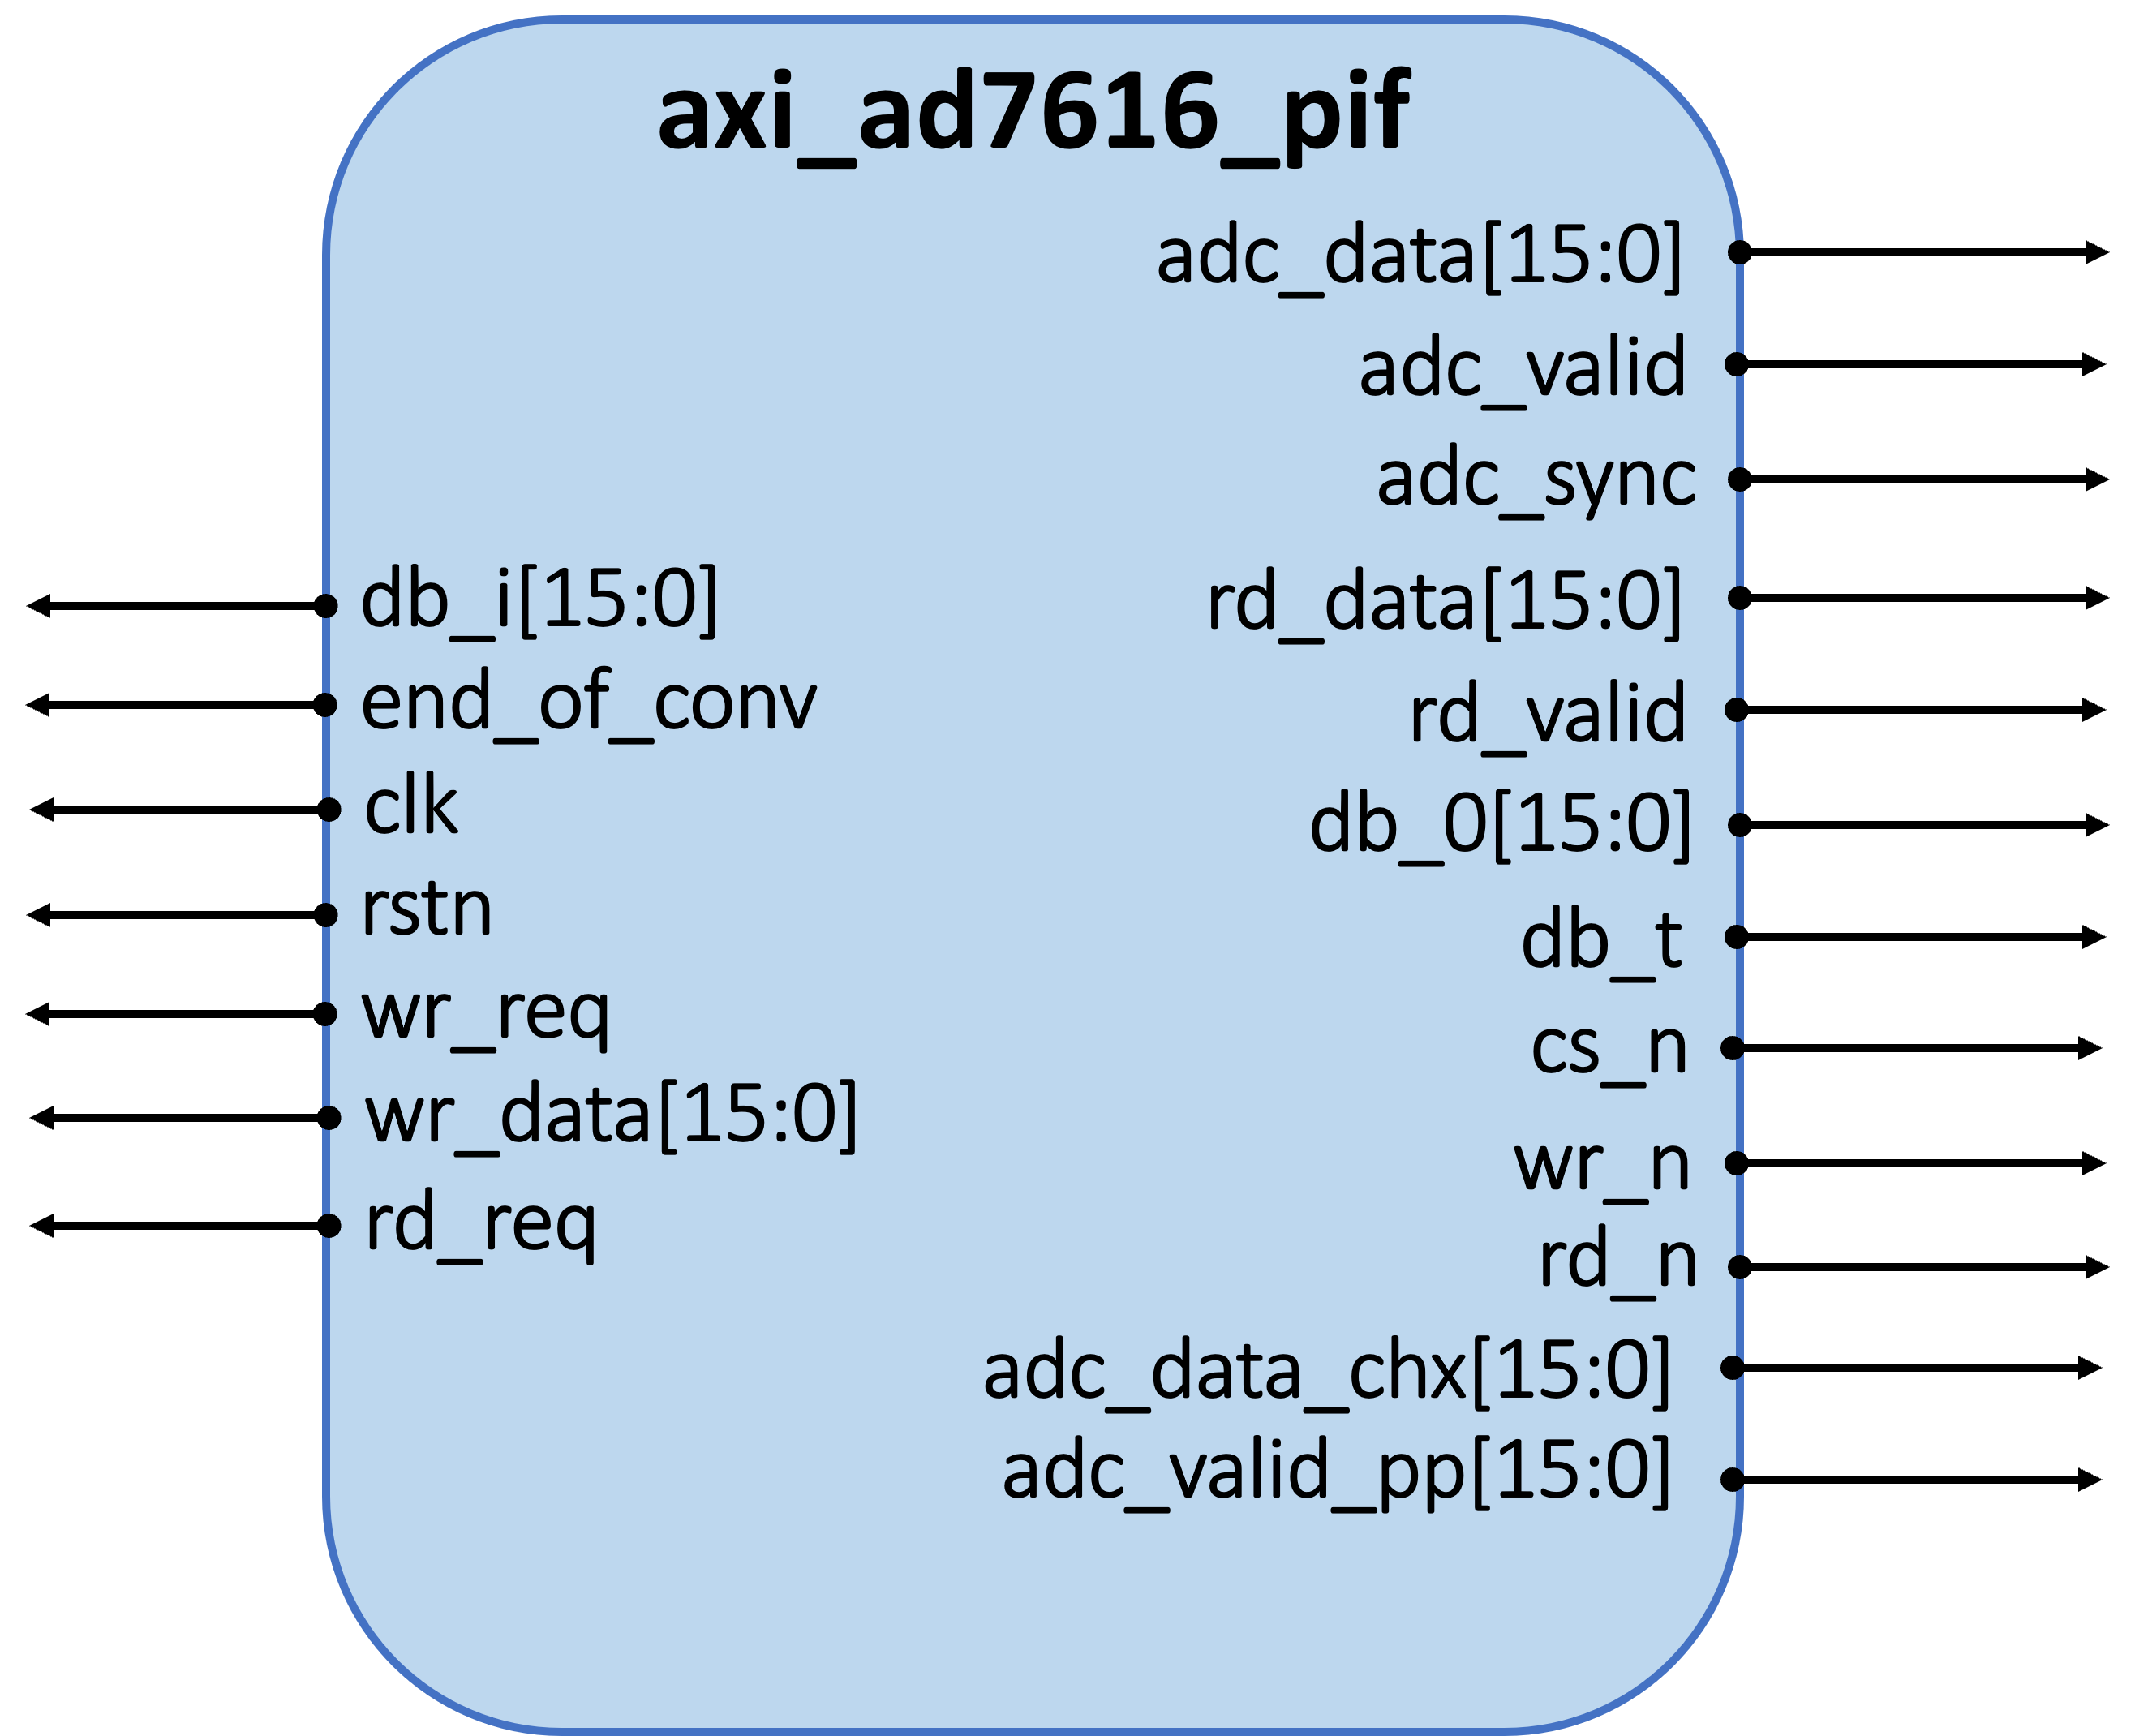 axi_ad7616_pif
adc_data[15:0]
adc_valid
adc_sync
db_i[15:0]
end_of_conv
clk
rstn
wr_req
wr_data[15:0]
rd_req
rd_data[15:0]
rd_valid
db_0[15:0]
db_t
cs_n
wr_n
rd_n
adc_data_chx[15:0]
adc_valid_pp[15:0]